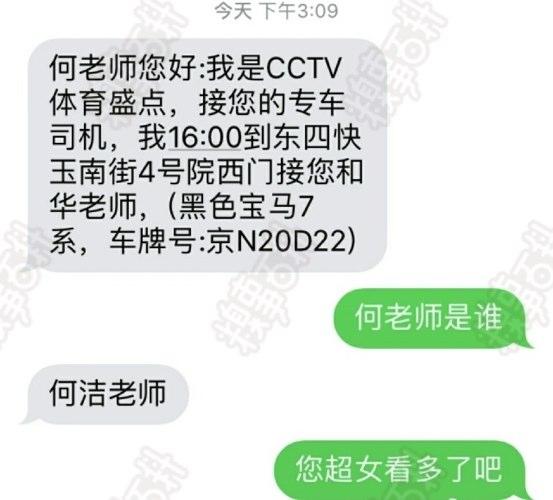 今天 下午3:09
何老师您好:我是CCTV
体育盛点，接您的专车
司机，我16:00到东四快
玉南街4号院西门接您和
华老师，（黑色宝马7
系，车牌号:京N20D22）
何老师是谁
何洁老师
您超女看多了吧